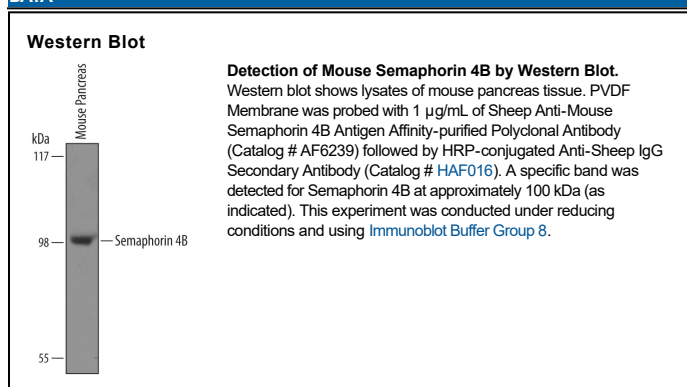 Western Blot
Mouse Pancreas
kDa
117
98
Semaphorin 4B
55
Detection of Mouse Semaphorin 4B by Western Blot.
Western blot shows lysates of mouse pancreas tissue. PVDF
Membrane was probed with 1 µg/mL of Sheep Anti-Mouse
Semaphorin 4B Antigen Affinity-purified Polyclonal Antibody
(Catalog # AF6239) followed by HRP-conjugated Anti-Sheep IgG
Secondary Antibody (Catalog # HAF016). A specific band was
detected for Semaphorin 4B at approximately 100 kDa (as
indicated). This experiment was conducted under reducing
conditions and using Immunoblot Buffer Group 8.